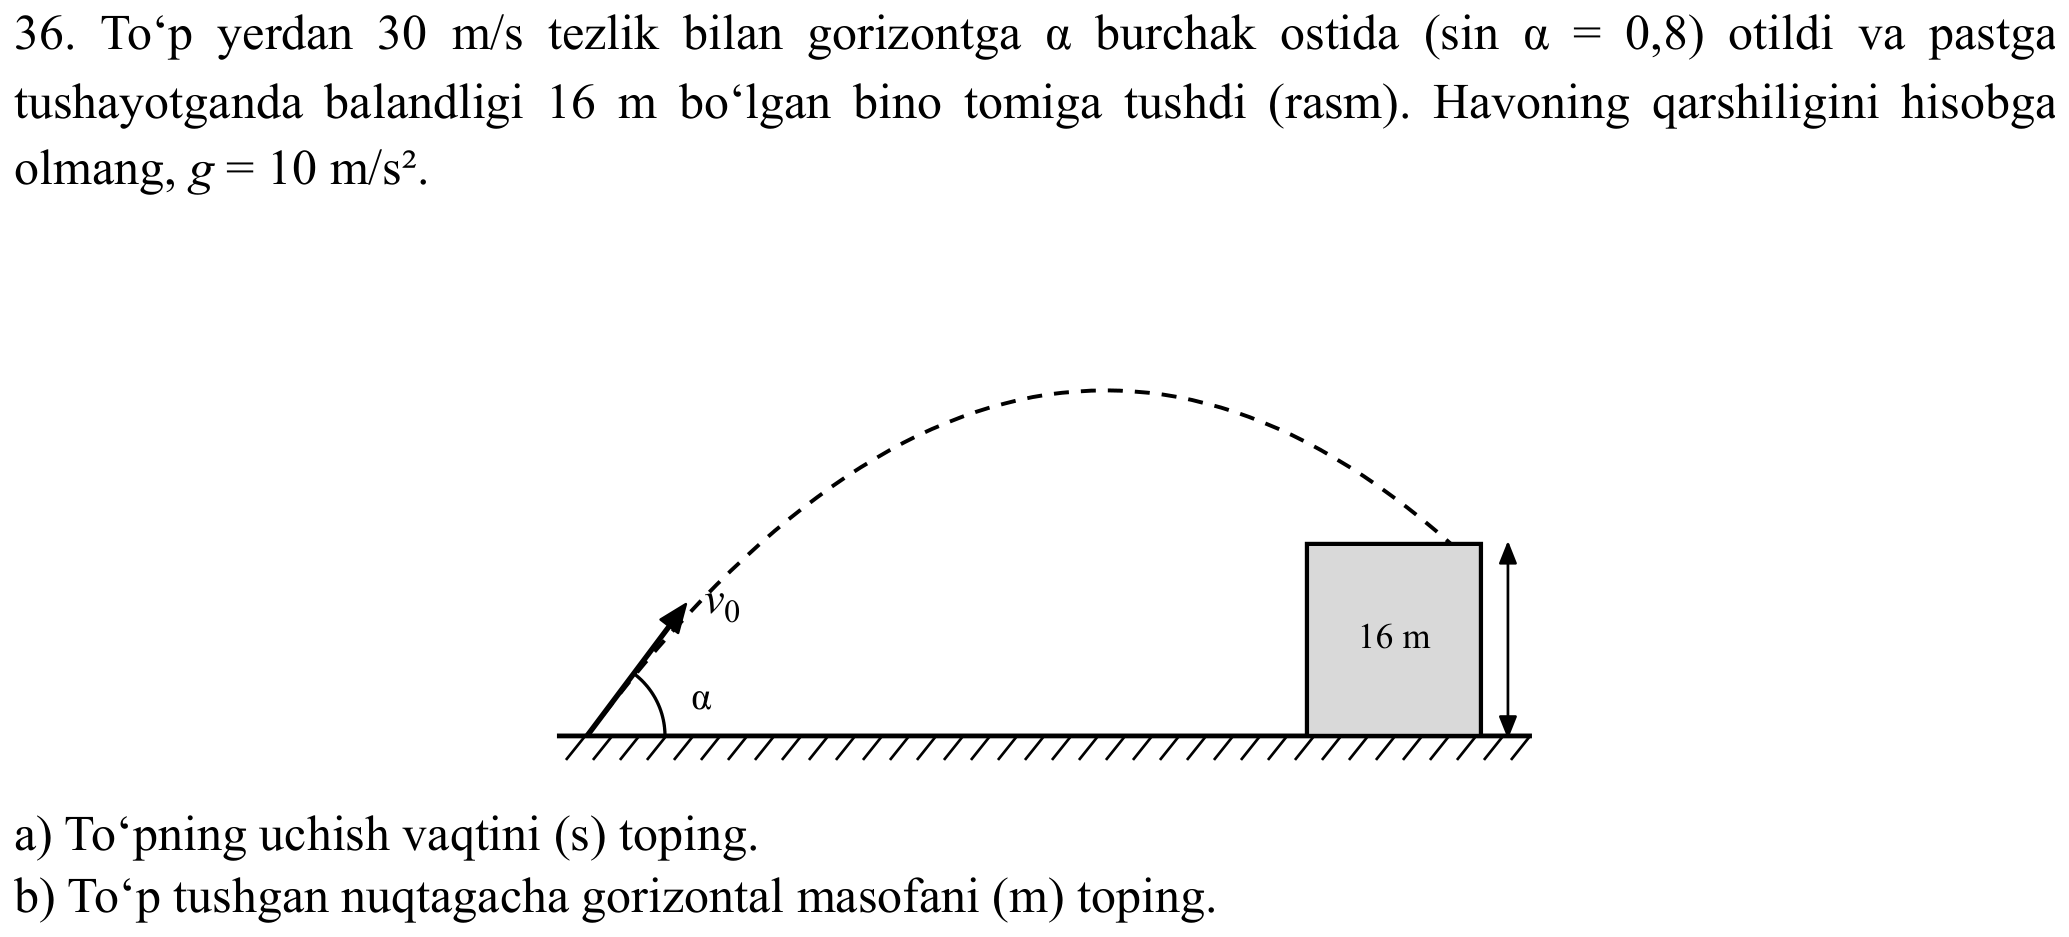 36. To‘p yerdan 30 m/s tezlik bilan gorizontga α burchak ostida (sin α = 0,8) otildi va pastga
tushayotganda balandligi 16 m bo‘lgan bino tomiga tushdi (rasm). Havoning qarshiligini hisobga
olmang, g = 10 m/s².
v₀
16 m
α
a) To‘pning uchish vaqtini (s) toping.
b) To‘p tushgan nuqtagacha gorizontal masofani (m) toping.